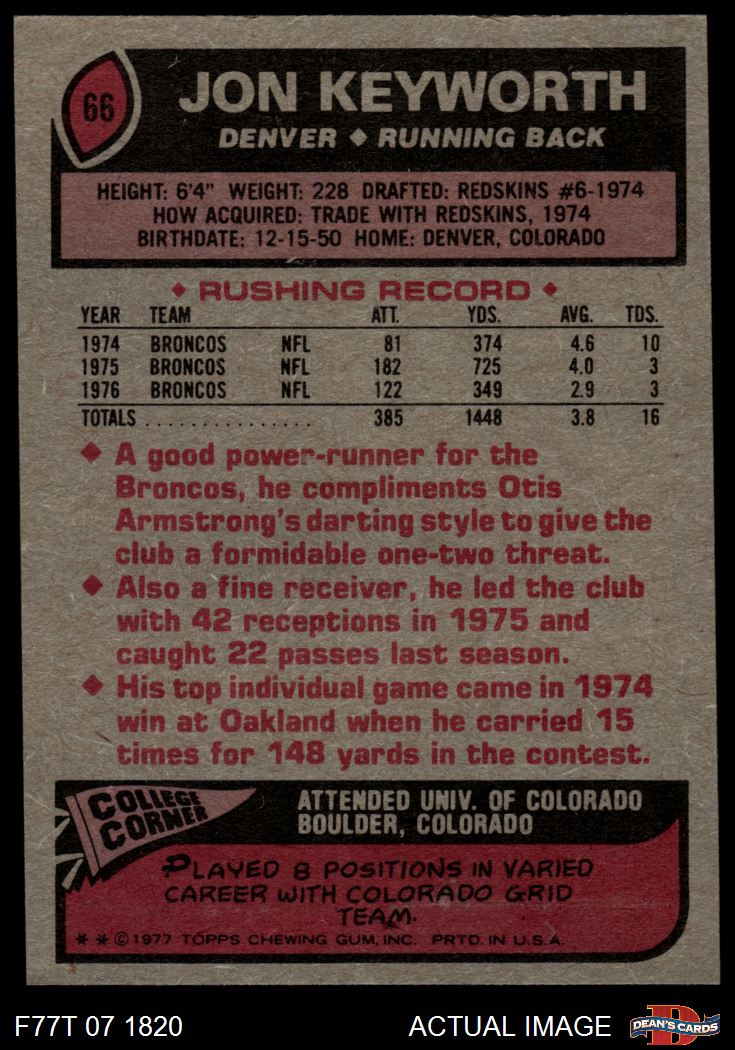 66
JON KEYWORTH
DENVER ◆ RUNNING BACK
HEIGHT: 6'4" WEIGHT: 228 DRAFTED: REDSKINS #6-1974
HOW ACQUIRED: TRADE WITH REDSKINS, 1974
BIRTHDATE: 12-15-50 HOME: DENVER, COLORADO
◆ RUSHING RECORD ◆
YEAR TEAM ATT. YDS. AVG. TDS.
1974 BRONCOS NFL 81 374 4.6 10
1975 BRONCOS NFL 182 725 4.0 3
1976 BRONCOS NFL 122 349 2.9 3
TOTALS . . . . . . . . . . . . . . . 385 1448 3.8 16
◆ A good power-runner for the
Broncos, he compliments Otis
Armstrong's darting style to give the
club a formidable one-two threat.
◆ Also a fine receiver, he led the club
with 42 receptions in 1975 and
caught 22 passes last season.
◆ His top individual game came in 1974
win at Oakland when he carried 15
times for 148 yards in the contest.
COLLEGE
CORNER
ATTENDED UNIV. OF COLORADO
BOULDER, COLORADO
PLAYED 8 POSITIONS IN VARIED
CAREER WITH COLORADO GRID
TEAM.
* * © 1977 TOPPS CHEWING GUM, INC. PRTD. IN U.S.A.
F77T 07 1820 ACTUAL IMAGE D DEAN'S CARDS